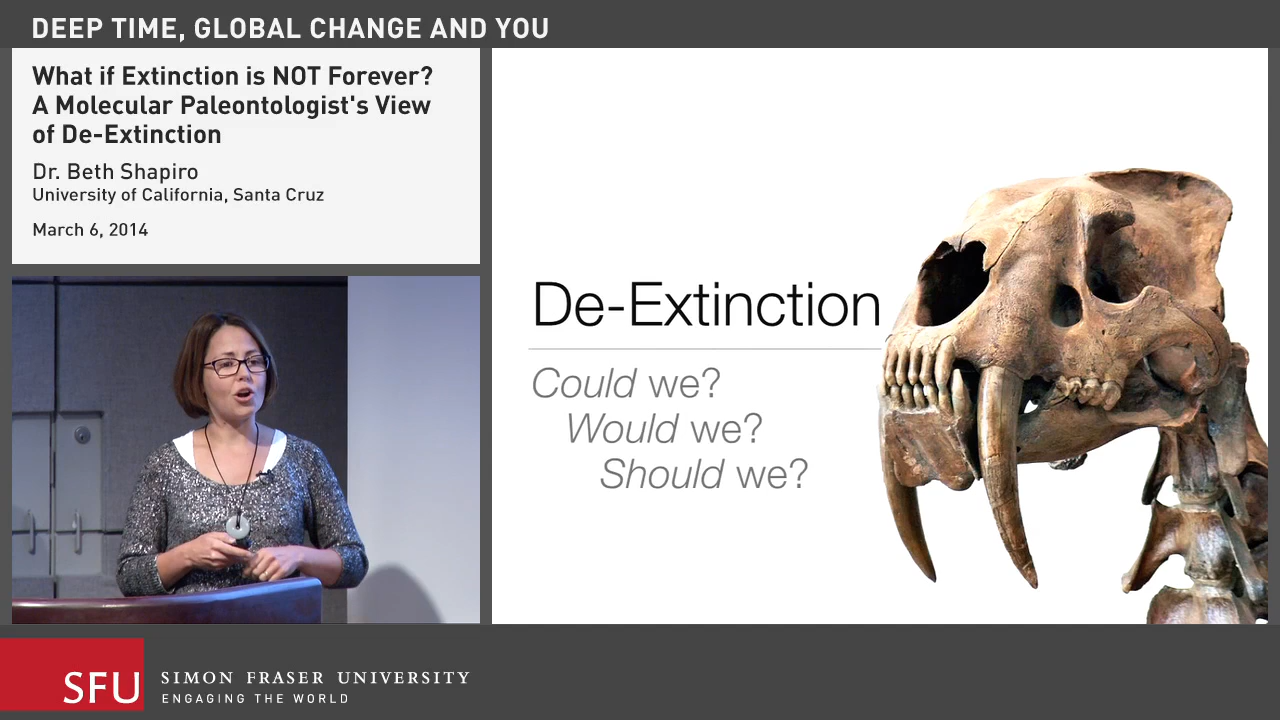 DEEP TIME, GLOBAL CHANGE AND YOU
What if Extinction is NOT Forever?
A Molecular Paleontologist's View
of De-Extinction
Dr. Beth Shapiro
University of California, Santa Cruz
March 6, 2014
De-Extinction
Could we?
Would we?
Should we?
SFU
SIMON FRASER UNIVERSITY
ENGAGING THE WORLD